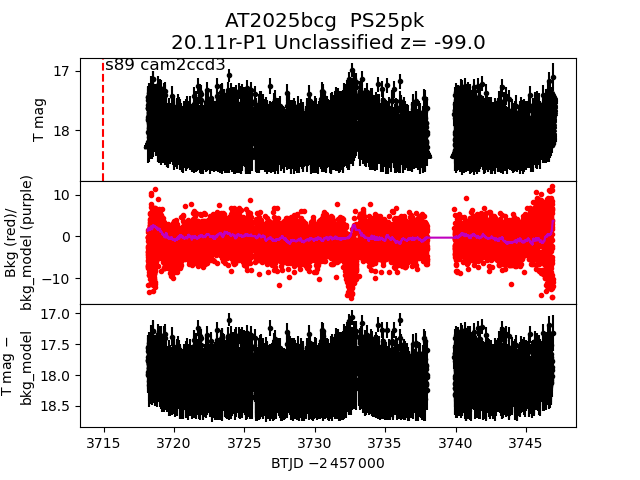 AT2025bcg  PS25pk
20.11r-P1 Unclassified z= -99.0
s89 cam2ccd3
17
18
T mag
10
0
−10
Bkg (red)/
bkg_model (purple)
17.0
17.5
18.0
18.5
T mag −
bkg_model
3715
3720
3725
3730
3735
3740
3745
BTJD −2 457 000